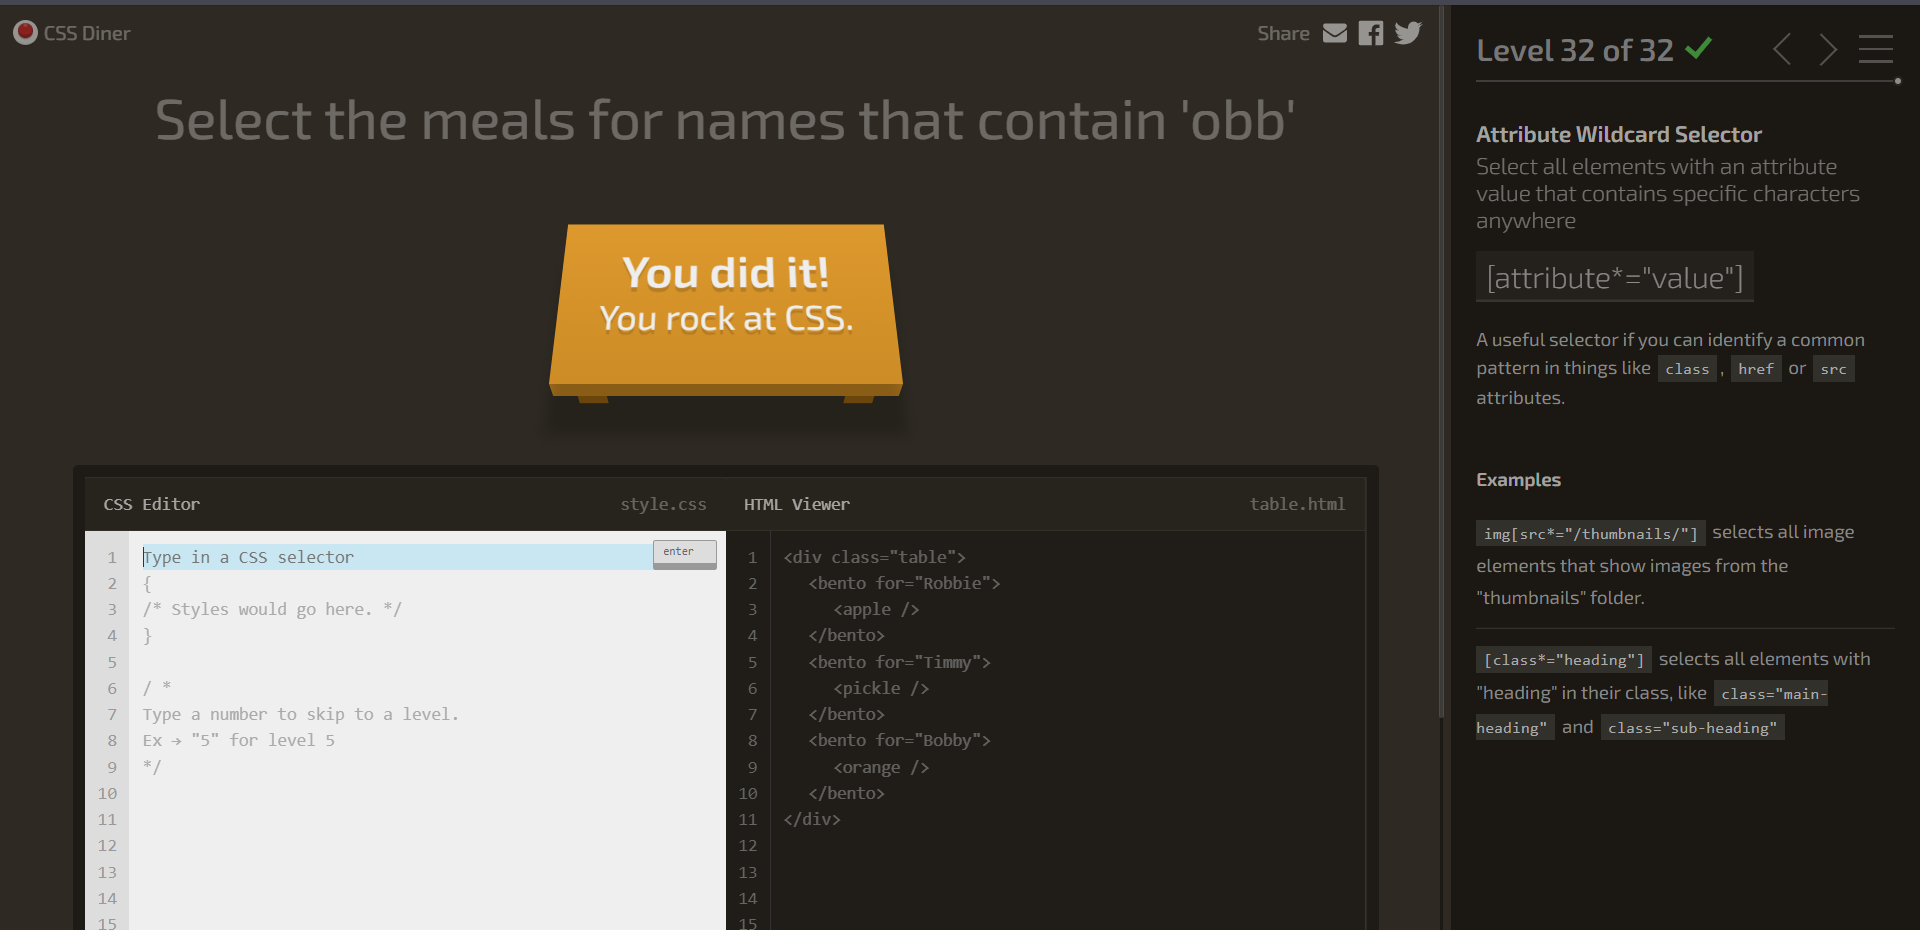 CSS Diner
Share
Select the meals for names that contain 'obb'
You did it!
You rock at CSS.
CSS Editor
style.css
HTML Viewer
table.html
1
Type in a CSS selector
enter
2
{
3
/* Styles would go here. */
4
}
5
6
/ *
7
Type a number to skip to a level.
8
Ex → "5" for level 5
9
*/
10
11
12
13
14
15
1
<div class="table">
2
<bento for="Robbie">
3
<apple />
4
</bento>
5
<bento for="Timmy">
6
<pickle />
7
</bento>
8
<bento for="Bobby">
9
<orange />
10
</bento>
11
</div>
12
13
14
15
Level 32 of 32
Attribute Wildcard Selector
Select all elements with an attribute
value that contains specific characters
anywhere
[attribute*="value"]
A useful selector if you can identify a common
pattern in things like class , href or src
attributes.
Examples
img[src*="/thumbnails/"] selects all image
elements that show images from the
"thumbnails" folder.
[class*="heading"] selects all elements with
"heading" in their class, like class="main-
heading" and class="sub-heading"